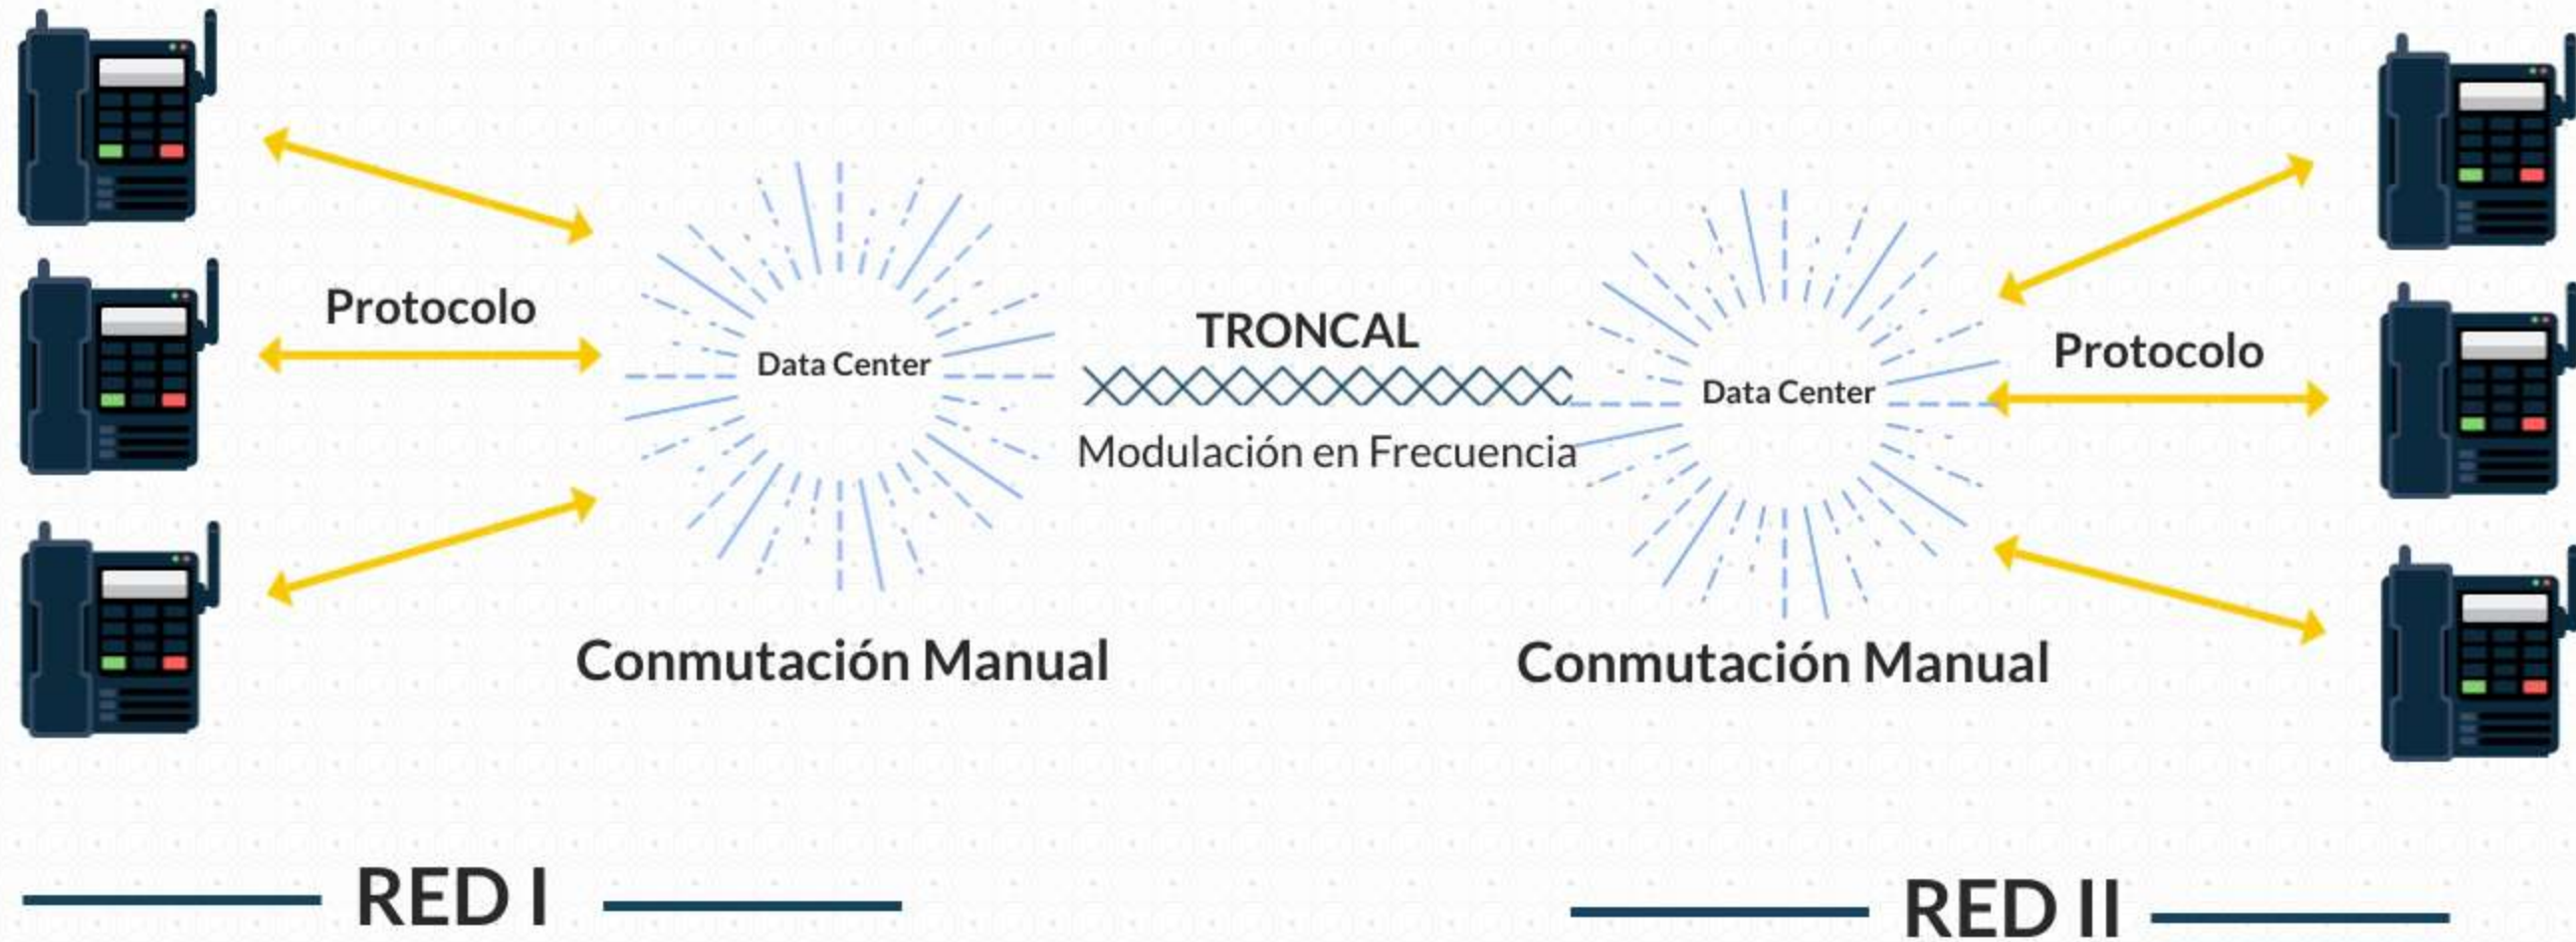 Protocolo
Data Center
TRONCAL
Modulación en Frecuencia
Data Center
Protocolo
Conmutación Manual
Conmutación Manual
RED I
RED II